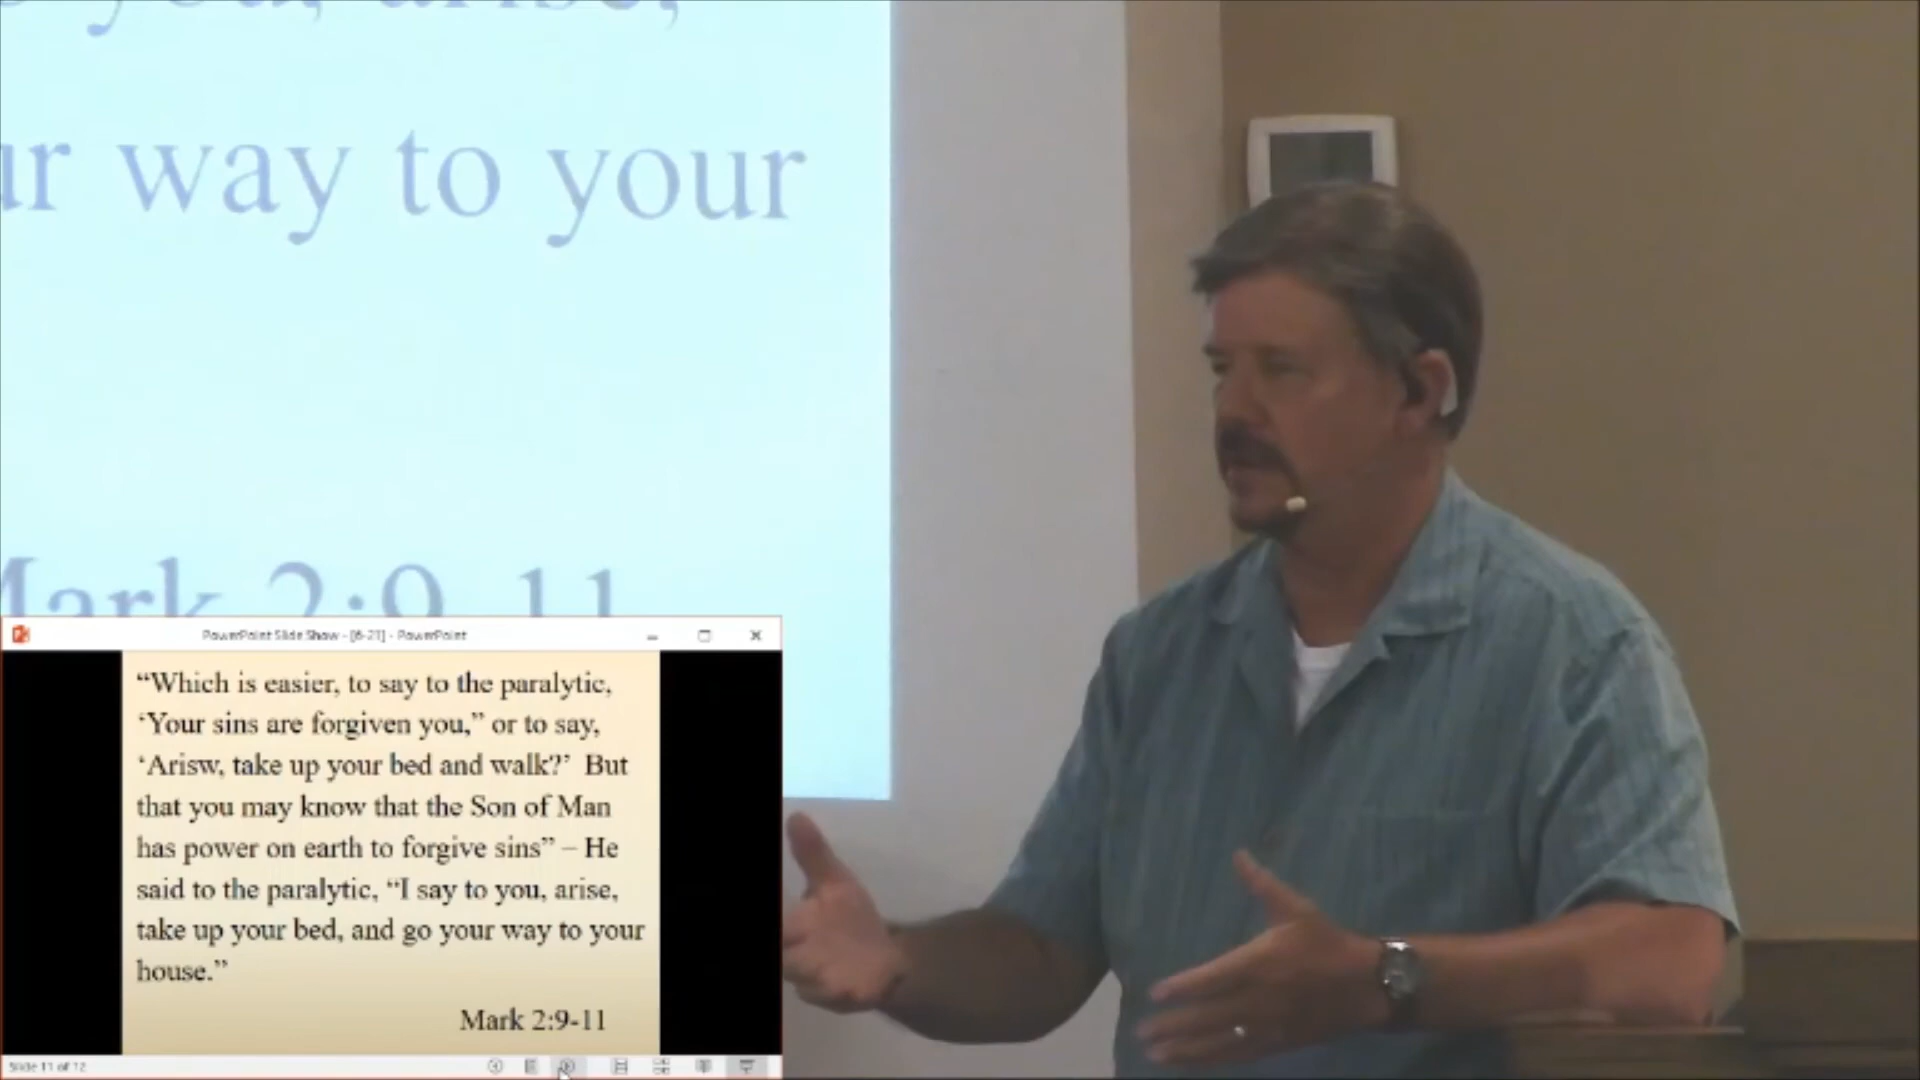 you, arise,
ur way to your
Mark 2:9-11
PowerPoint Slide Show - [6-21] - PowerPoint
“Which is easier, to say to the paralytic,
‘Your sins are forgiven you,” or to say,
‘Arisw, take up your bed and walk?’ But
that you may know that the Son of Man
has power on earth to forgive sins” – He
said to the paralytic, “I say to you, arise,
take up your bed, and go your way to your
house.”
Mark 2:9-11
Slide 11 of 12